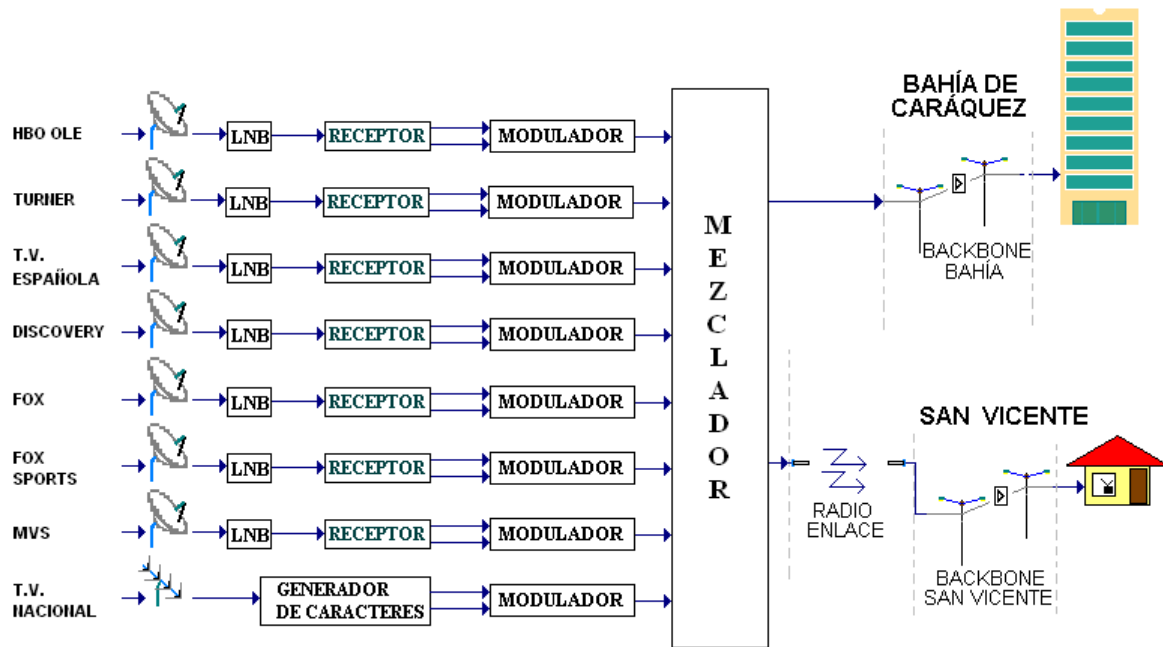 HBO OLE
LNB
RECEPTOR
MODULADOR
TURNER
LNB
RECEPTOR
MODULADOR
T.V.
ESPAÑOLA
LNB
RECEPTOR
MODULADOR
DISCOVERY
LNB
RECEPTOR
MODULADOR
FOX
LNB
RECEPTOR
MODULADOR
FOX
SPORTS
LNB
RECEPTOR
MODULADOR
MVS
LNB
RECEPTOR
MODULADOR
T.V.
NACIONAL
GENERADOR
DE CARACTERES
MODULADOR
MEZCLADOR
BAHÍA DE
CARÁQUEZ
BACKBONE
BAHÍA
RADIO
ENLACE
SAN VICENTE
BACKBONE
SAN VICENTE